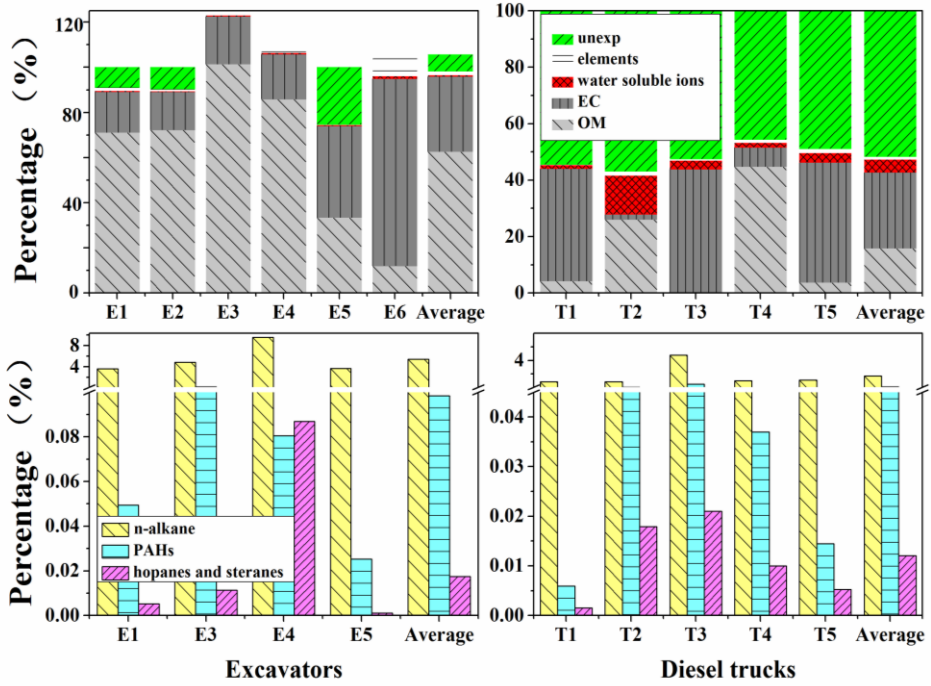 Percentage (%)
120
80
40
0
E1 E2 E3 E4 E5 E6 Average
100
80
60
40
20
0
unexp
elements
water soluble ions
EC
OM
T1 T2 T3 T4 T5 Average
Percentage (%)
8
4
0.08
0.06
0.04
0.02
0.00
n-alkane
PAHs
hopanes and steranes
E1 E3 E4 E5 Average
Excavators
4
0.04
0.03
0.02
0.01
0.00
T1 T2 T3 T4 T5 Average
Diesel trucks